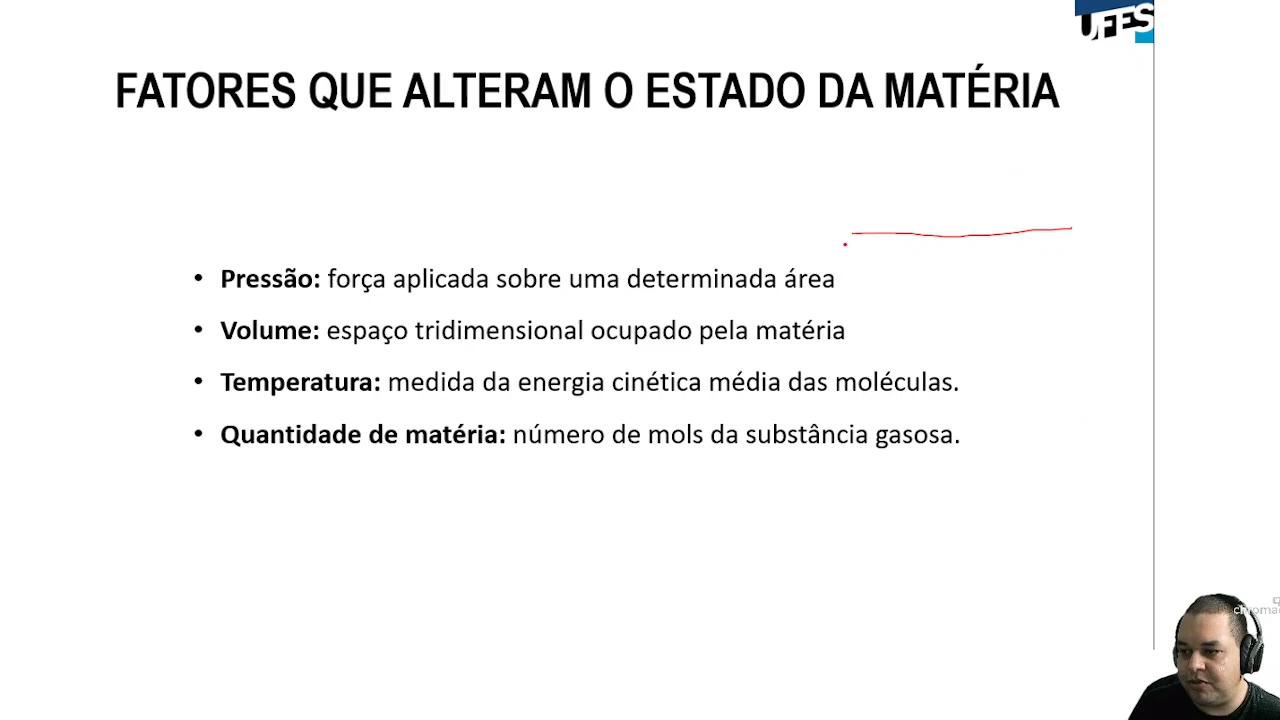 UFES
FATORES QUE ALTERAM O ESTADO DA MATÉRIA
• Pressão: força aplicada sobre uma determinada área
• Volume: espaço tridimensional ocupado pela matéria
• Temperatura: medida da energia cinética média das moléculas.
• Quantidade de matéria: número de mols da substância gasosa.